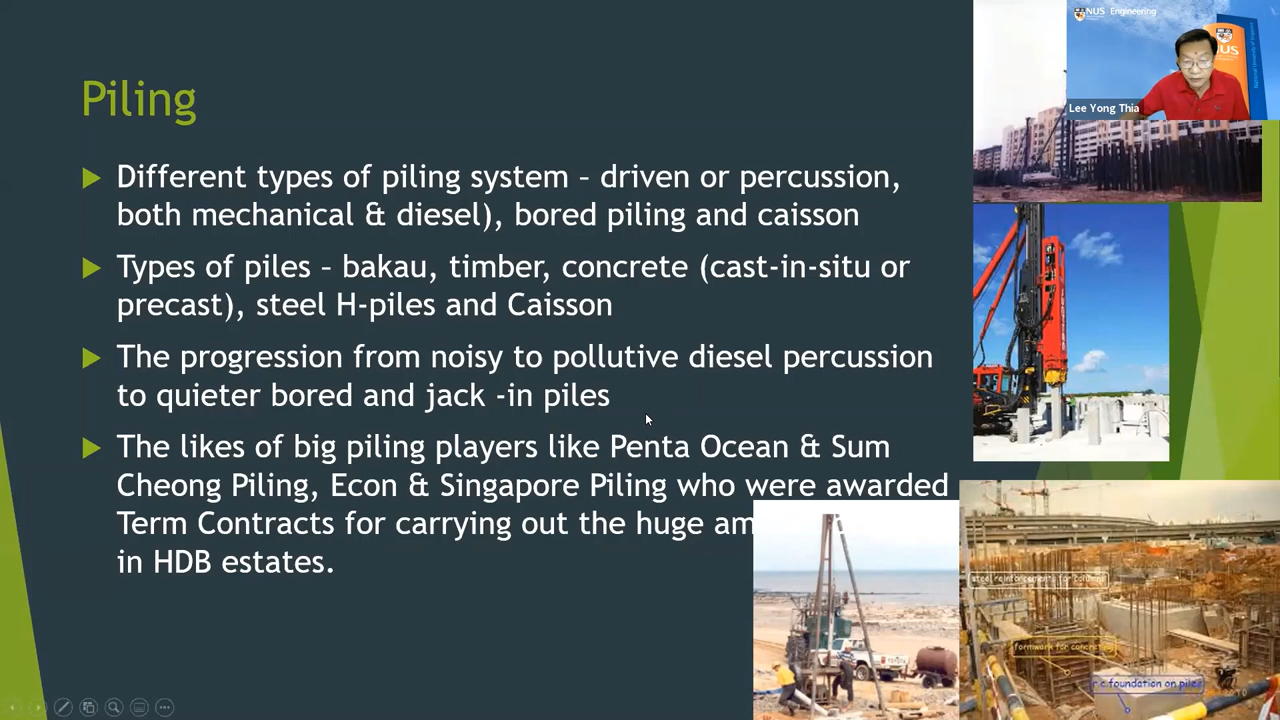 Piling
Different types of piling system – driven or percussion,
both mechanical & diesel), bored piling and caisson
Types of piles – bakau, timber, concrete (cast-in-situ or
precast), steel H-piles and Caisson
The progression from noisy to pollutive diesel percussion
to quieter bored and jack -in piles
The likes of big piling players like Penta Ocean & Sum
Cheong Piling, Econ & Singapore Piling who were awarded
Term Contracts for carrying out the huge am
in HDB estates.
NUS Engineering
NUS
Lee Yong Thia
steel reinforcements for columns
formwork for concreting
r.c.foundation on piles